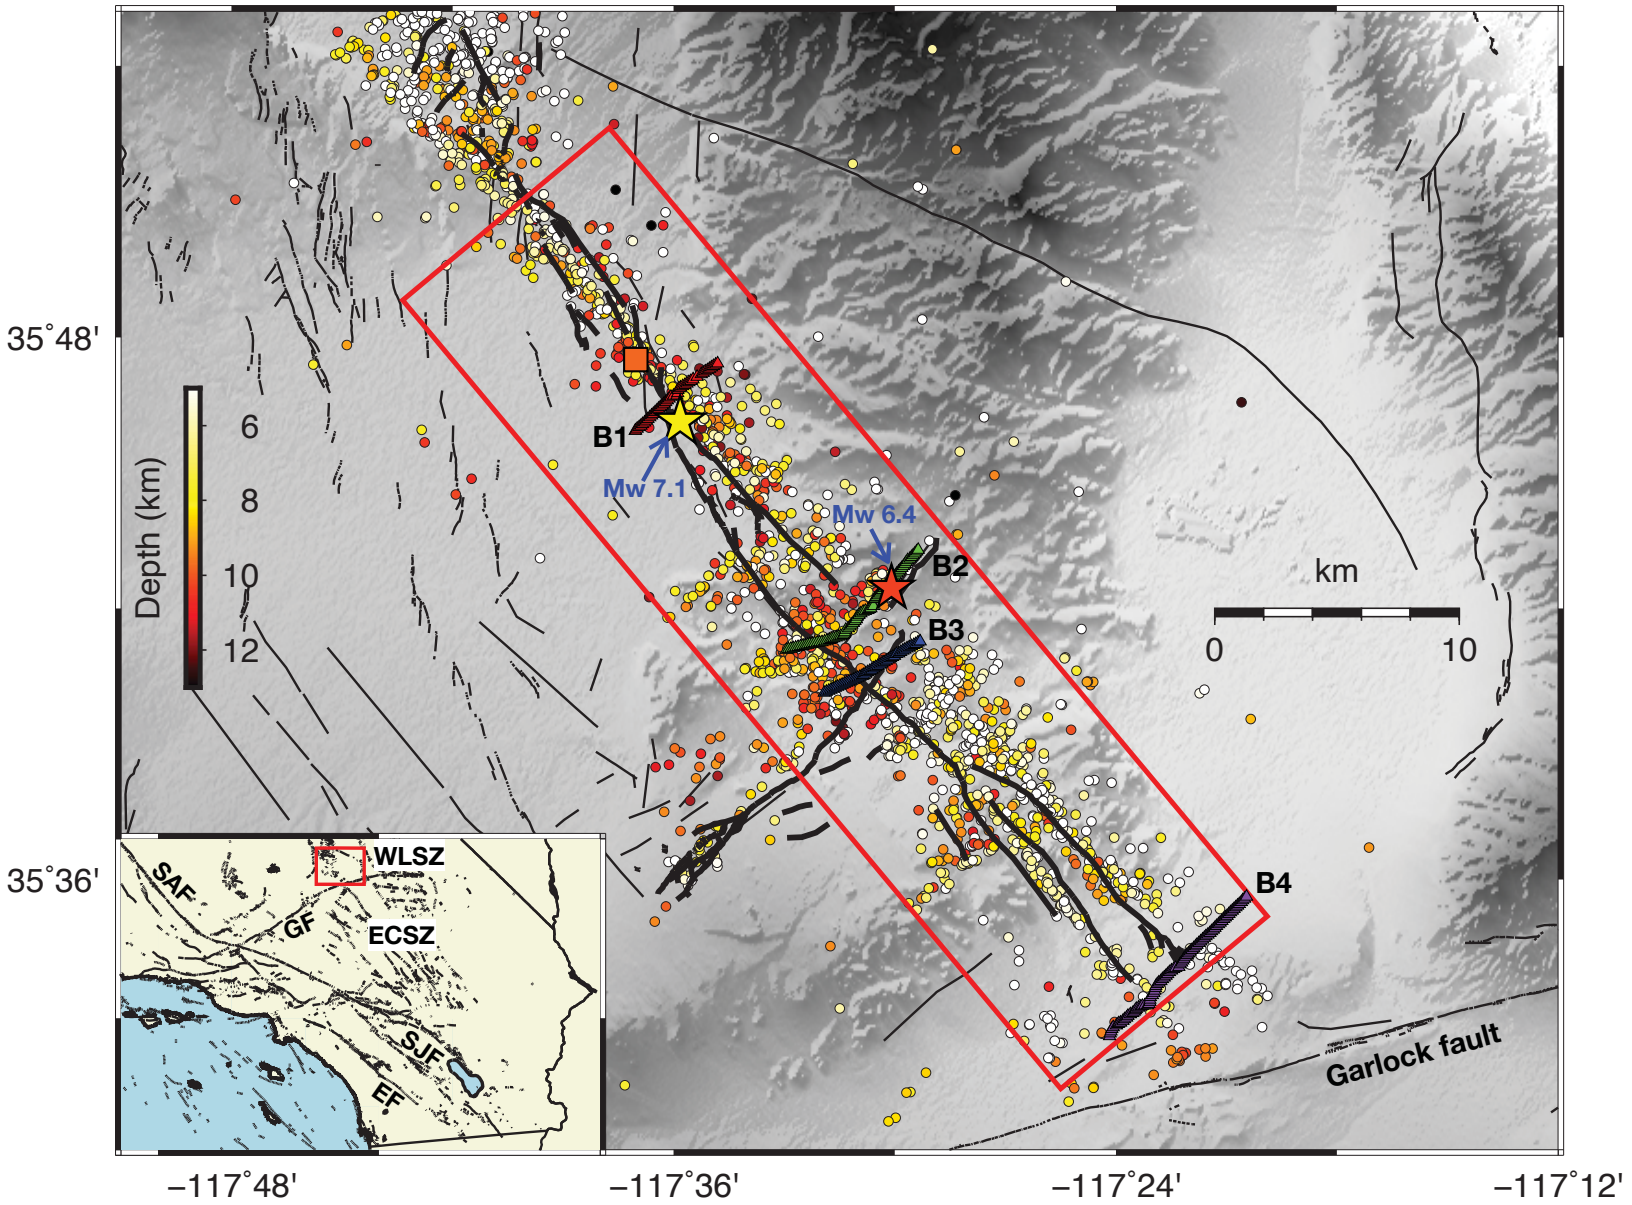 35°48'
35°36'
Depth (km)
6
8
10
12
B1
Mw 7.1
Mw 6.4
B2
B3
B4
km
0
10
Garlock fault
WLSZ
SAF
GF
ECSZ
SJF
EF
−117°48'
−117°36'
−117°24'
−117°12'